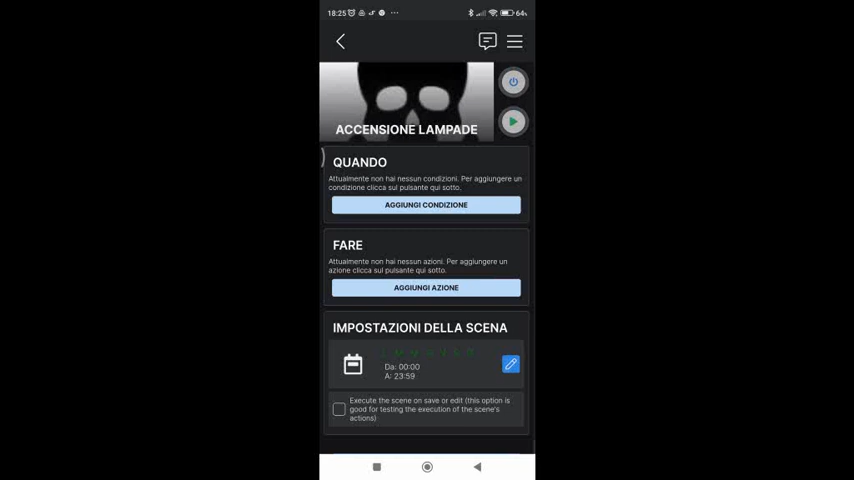 18:25
64
ACCENSIONE LAMPADE
QUANDO
Attualmente non hai nessun condizioni. Per aggiungere un
condizione clicca sul pulsante qui sotto.
AGGIUNGI CONDIZIONE
FARE
Attualmente non hai nessun azioni. Per aggiungere un
azione clicca sul pulsante qui sotto.
AGGIUNGI AZIONE
IMPOSTAZIONI DELLA SCENA
Da: 00:00
A: 23:59
Execute the scene on save or edit (this option is
good for testing the execution of the scene's
actions)